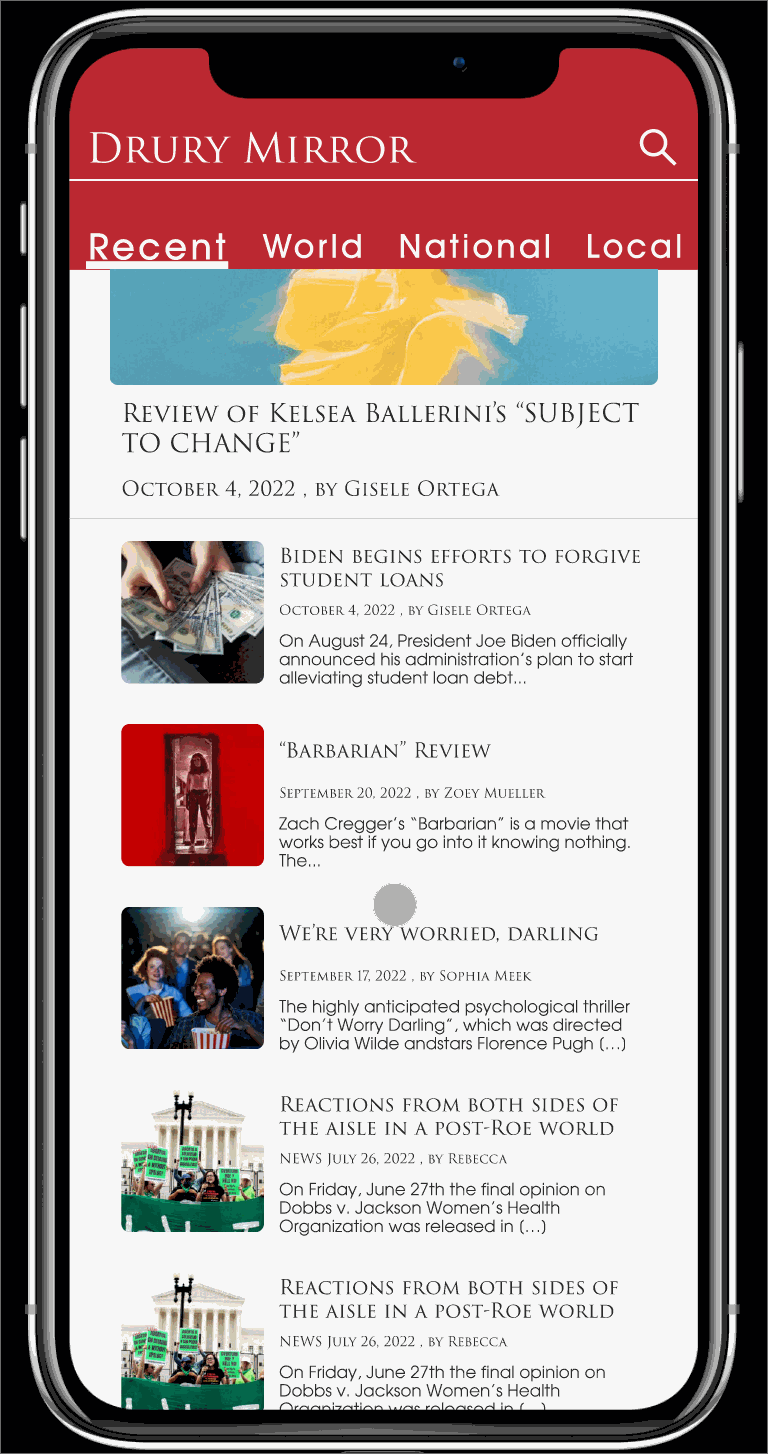 Drury Mirror
Recent World National Local
Review of Kelsea Ballerini’s “SUBJECT
TO CHANGE”
October 4, 2022 , by Gisele Ortega
Biden begins efforts to forgive
student loans
October 4, 2022 , by Gisele Ortega
On August 24, President Joe Biden officially
announced his administration’s plan to start
alleviating student loan debt...
“Barbarian” Review
September 20, 2022 , by Zoey Mueller
Zach Cregger’s “Barbarian” is a movie that
works best if you go into it knowing nothing.
The...
We’re very worried, darling
September 17, 2022 , by Sophia Meek
The highly anticipated psychological thriller
“Don’t Worry Darling”, which was directed
by Olivia Wilde andstars Florence Pugh (...)
Reactions from both sides of
the aisle in a post-Roe world
NEWS July 26, 2022 , by Rebecca
On Friday, June 27th the final opinion on
Dobbs v. Jackson Women’s Health
Organization was released in (...)
Reactions from both sides of
the aisle in a post-Roe world
NEWS July 26, 2022 , by Rebecca
On Friday, June 27th the final opinion on
Dobbs v. Jackson Women’s Health
Organization was released in (...)